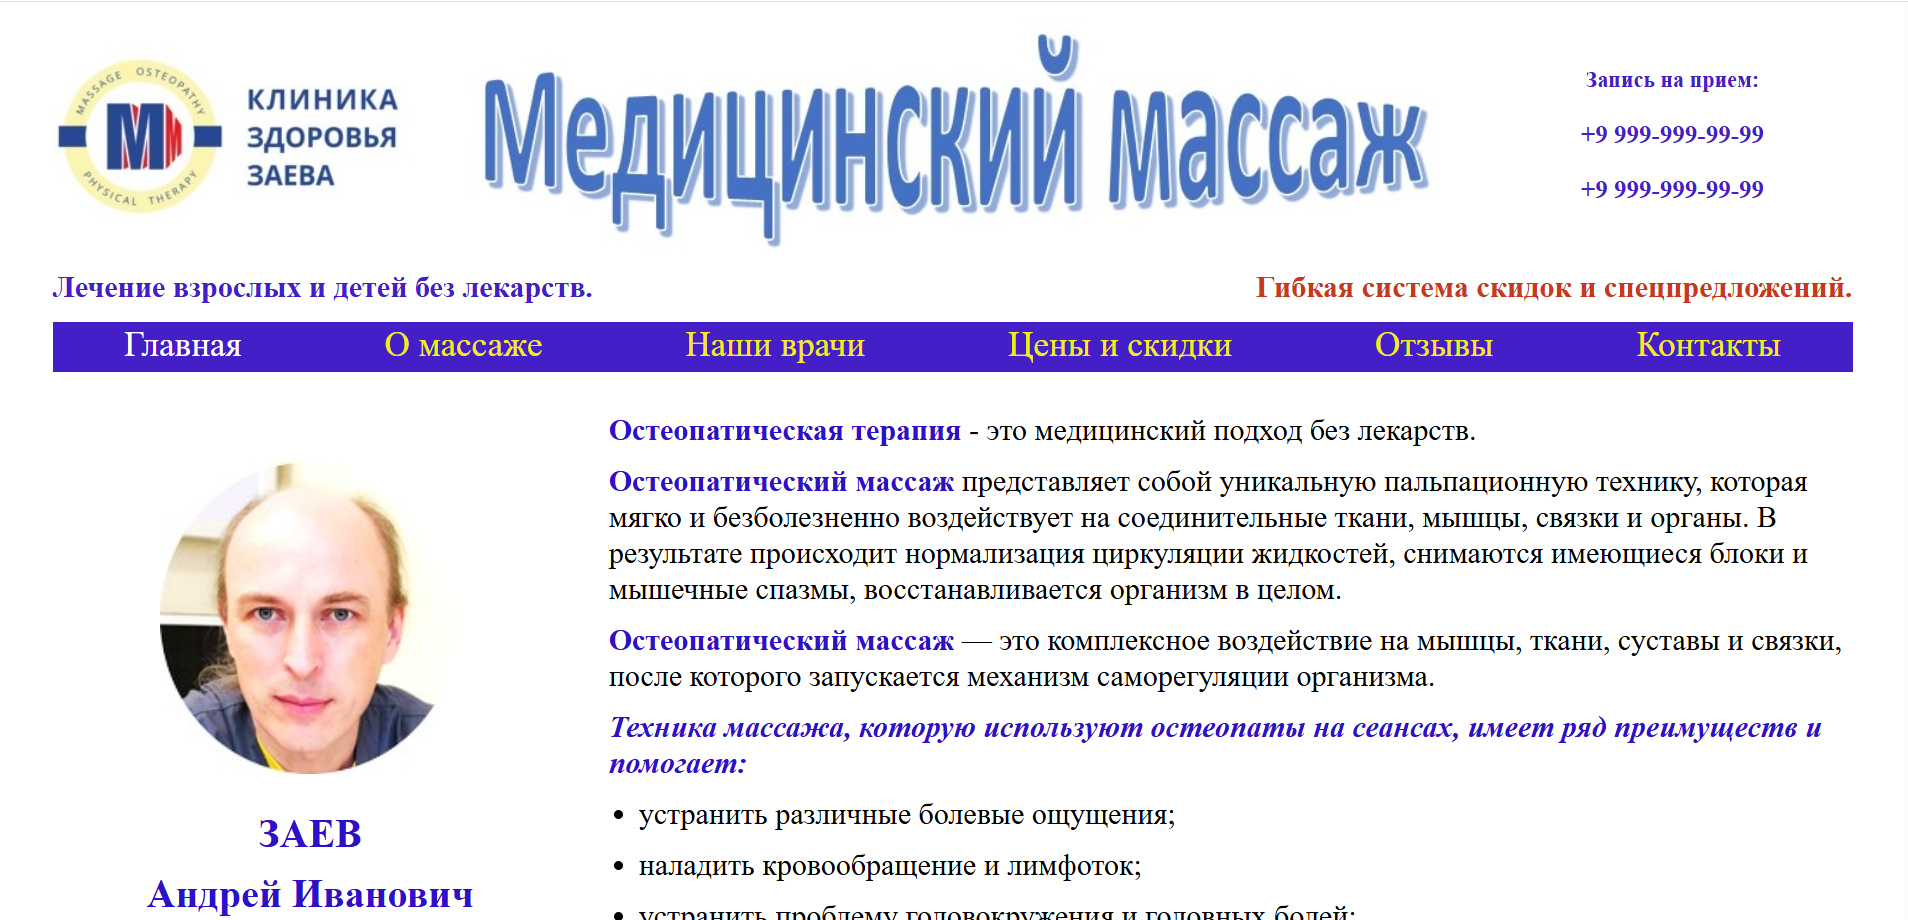 MASSAGE OSTEOPATHY
PHYSICAL THERAPY
КЛИНИКА
ЗДОРОВЬЯ
ЗАЕВА
Медицинский массаж
Запись на прием:
+9 999-999-99-99
+9 999-999-99-99
Лечение взрослых и детей без лекарств.
Гибкая система скидок и спецпредложений.
Главная О массаже Наши врачи Цены и скидки Отзывы Контакты
ЗАЕВ
Андрей Иванович
Остеопатическая терапия - это медицинский подход без лекарств.
Остеопатический массаж представляет собой уникальную пальпационную технику, которая
мягко и безболезненно воздействует на соединительные ткани, мышцы, связки и органы. В
результате происходит нормализация циркуляции жидкостей, снимаются имеющиеся блоки и
мышечные спазмы, восстанавливается организм в целом.
Остеопатический массаж — это комплексное воздействие на мышцы, ткани, суставы и связки,
после которого запускается механизм саморегуляции организма.
Техника массажа, которую используют остеопаты на сеансах, имеет ряд преимуществ и
помогает:
• устранить различные болевые ощущения;
• наладить кровообращение и лимфоток;
• устранить проблему головокружения и головных болей;